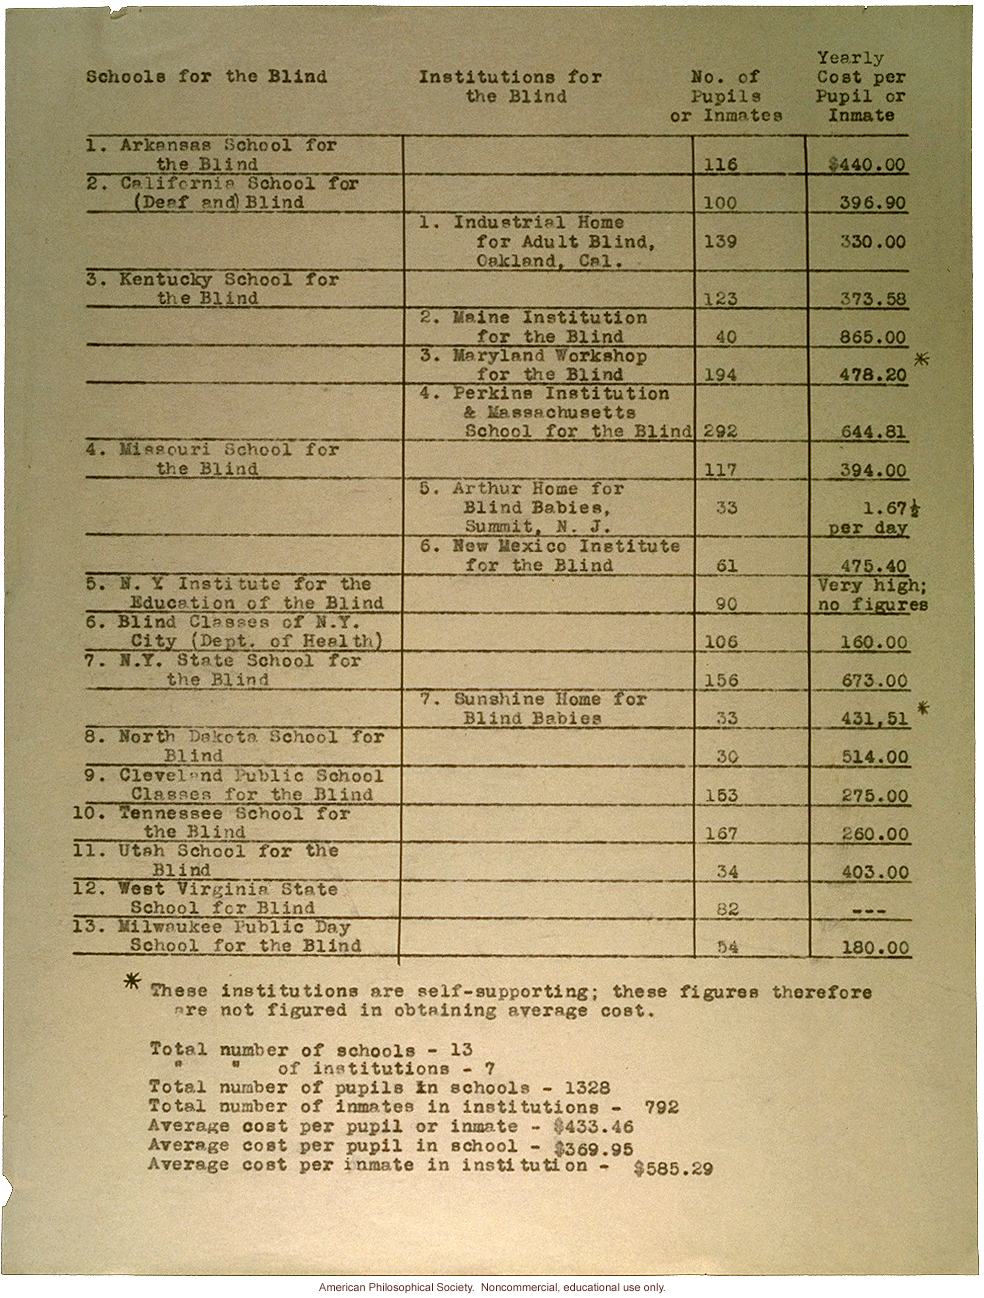 Yearly
Schools for the Blind Institutions for No. of Cost per
the Blind Pupils Pupil or
or Inmates Inmate
1. Arkansas School for
the Blind 116 $440.00
2. California School for
(Deaf and) Blind 100 396.90
1. Industrial Home
for Adult Blind, 139 330.00
Oakland, Cal.
3. Kentucky School for
the Blind 123 373.58
2. Maine Institution
for the Blind 40 865.00
3. Maryland Workshop *
for the Blind 194 478.20
4. Perkins Institution
& Massachusetts
School for the Blind 292 644.81
4. Missouri School for
the Blind 117 394.00
5. Arthur Home for
Blind Babies, 33 1.67½
Summit, N. J. per day
6. New Mexico Institute
for the Blind 61 475.40
5. N. Y Institute for the Very high;
Education of the Blind 90 no figures
6. Blind Classes of N.Y.
City (Dept. of Health) 106 160.00
7. N.Y. State School for
the Blind 156 673.00
7. Sunshine Home for *
Blind Babies 33 431,51
8. North Dakota School for
Blind 30 514.00
9. Cleveland Public School
Classes for the Blind 153 275.00
10. Tennessee School for
the Blind 167 260.00
11. Utah School for the
Blind 34 403.00
12. West Virginia State
School for Blind 82 ---
13. Milwaukee Public Day
School for the Blind 54 180.00
* These institutions are self-supporting; these figures therefore
are not figured in obtaining average cost.
Total number of schools - 13
" " of institutions - 7
Total number of pupils in schools - 1328
Total number of inmates in institutions - 792
Average cost per pupil or inmate - $433.46
Average cost per pupil in school - $369.95
Average cost per inmate in institution - $585.29
American Philosophical Society. Noncommercial, educational use only.